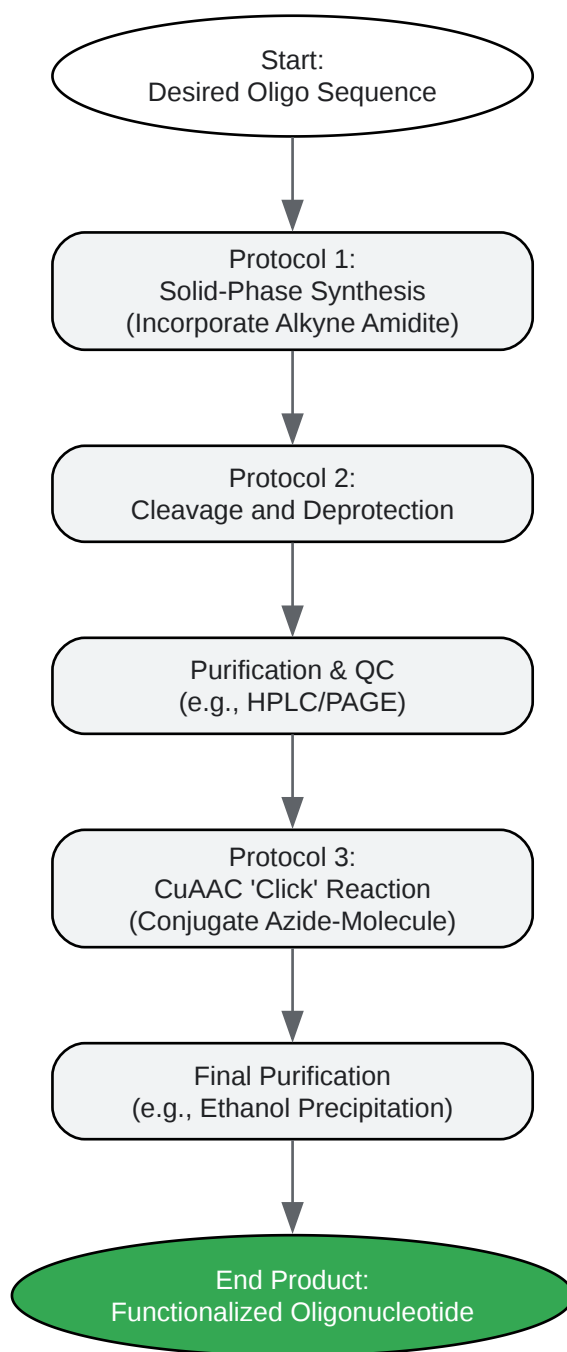 Start:
Desired Oligo Sequence
Protocol 1:
Solid-Phase Synthesis
(Incorporate Alkyne Amidite)
Protocol 2:
Cleavage and Deprotection
Purification & QC
(e.g., HPLC/PAGE)
Protocol 3:
CuAAC 'Click' Reaction
(Conjugate Azide-Molecule)
Final Purification
(e.g., Ethanol Precipitation)
End Product:
Functionalized Oligonucleotide